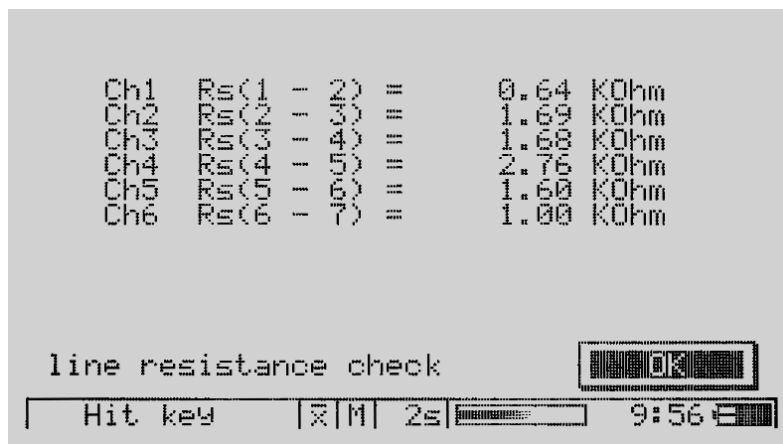 Ch1 Rs(1 - 2) = 0.64 KOhm
Ch2 Rs(2 - 3) = 1.69 KOhm
Ch3 Rs(3 - 4) = 1.68 KOhm
Ch4 Rs(4 - 5) = 2.76 KOhm
Ch5 Rs(5 - 6) = 1.60 KOhm
Ch6 Rs(6 - 7) = 1.00 KOhm
line resistance check OK
Hit key x̅ M 2s 9:56